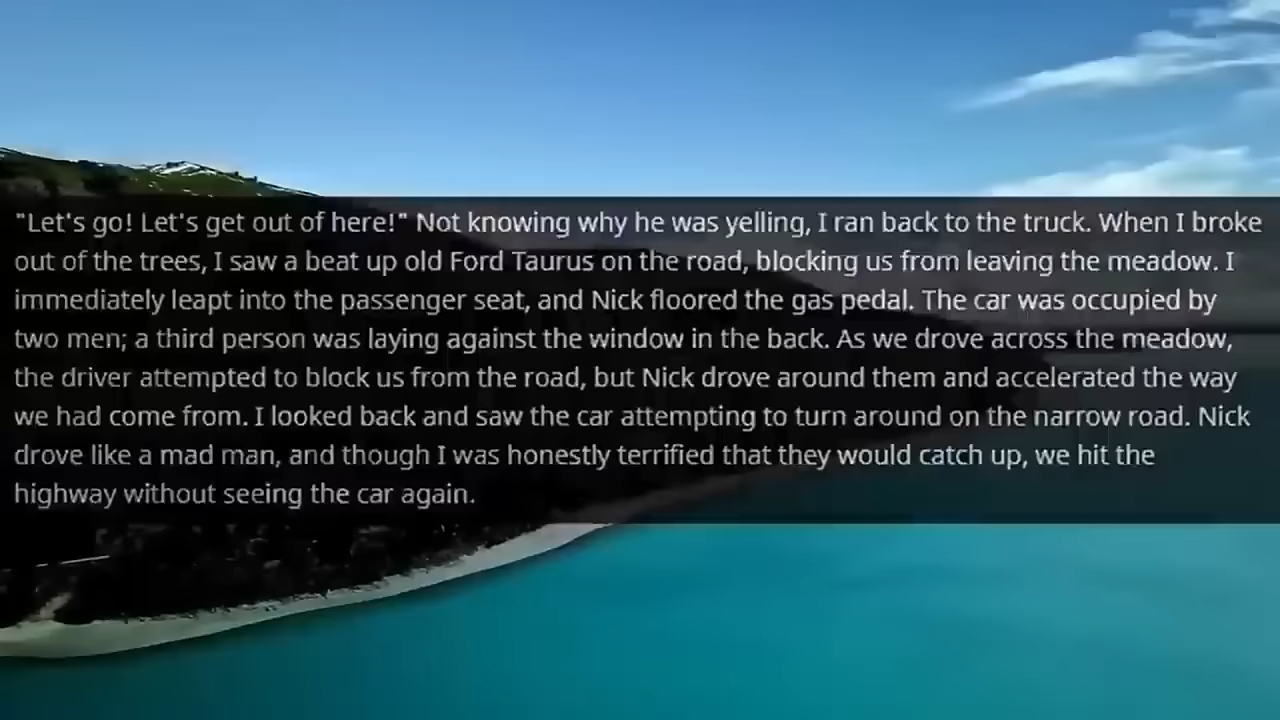 "Let's go! Let's get out of here!" Not knowing why he was yelling, I ran back to the truck. When I broke
out of the trees, I saw a beat up old Ford Taurus on the road, blocking us from leaving the meadow. I
immediately leapt into the passenger seat, and Nick floored the gas pedal. The car was occupied by
two men; a third person was laying against the window in the back. As we drove across the meadow,
the driver attempted to block us from the road, but Nick drove around them and accelerated the way
we had come from. I looked back and saw the car attempting to turn around on the narrow road. Nick
drove like a mad man, and though I was honestly terrified that they would catch up, we hit the
highway without seeing the car again.